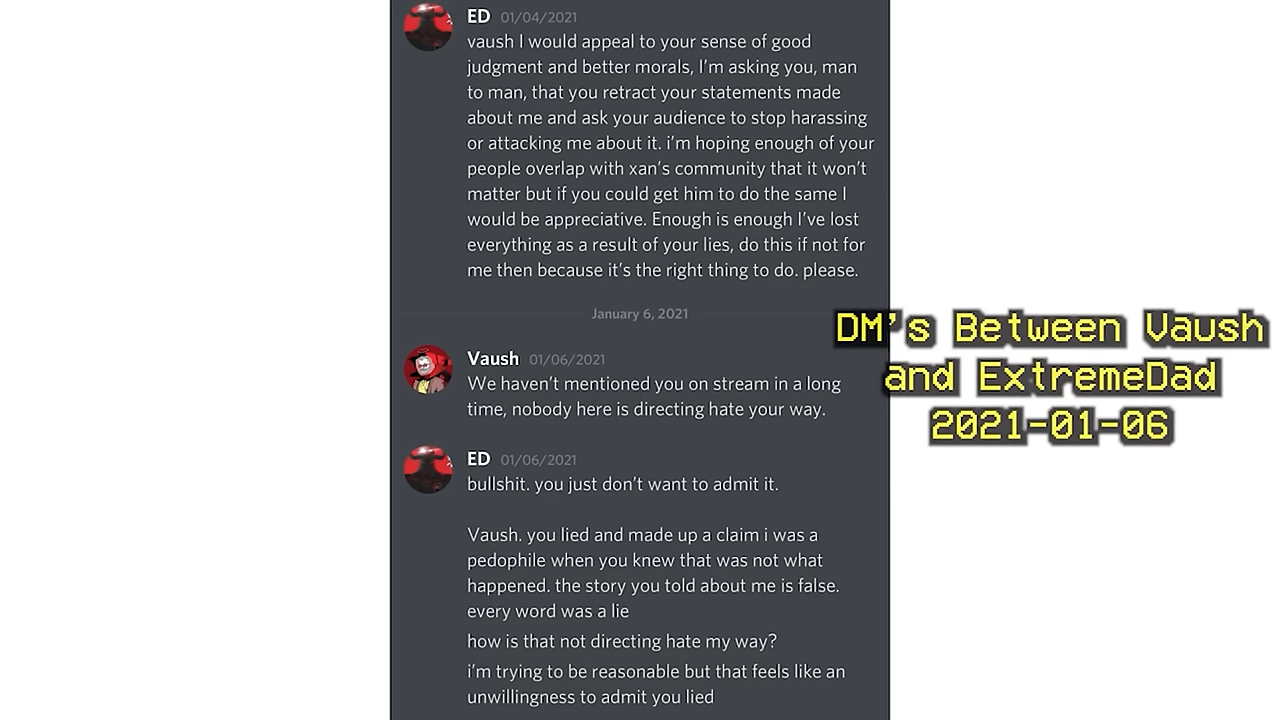 ED 01/04/2021
vaush I would appeal to your sense of good
judgment and better morals, I'm asking you, man
to man, that you retract your statements made
about me and ask your audience to stop harassing
or attacking me about it. i'm hoping enough of your
people overlap with xan's community that it won't
matter but if you could get him to do the same I
would be appreciative. Enough is enough I've lost
everything as a result of your lies, do this if not for
me then because it's the right thing to do. please.
January 6, 2021
Vaush 01/06/2021
We haven't mentioned you on stream in a long
time, nobody here is directing hate your way.
ED 01/06/2021
bullshit. you just don't want to admit it.
Vaush. you lied and made up a claim i was a
pedophile when you knew that was not what
happened. the story you told about me is false.
every word was a lie
how is that not directing hate my way?
i'm trying to be reasonable but that feels like an
unwillingness to admit you lied
DM's Between Vaush
and ExtremeDad
2021-01-06